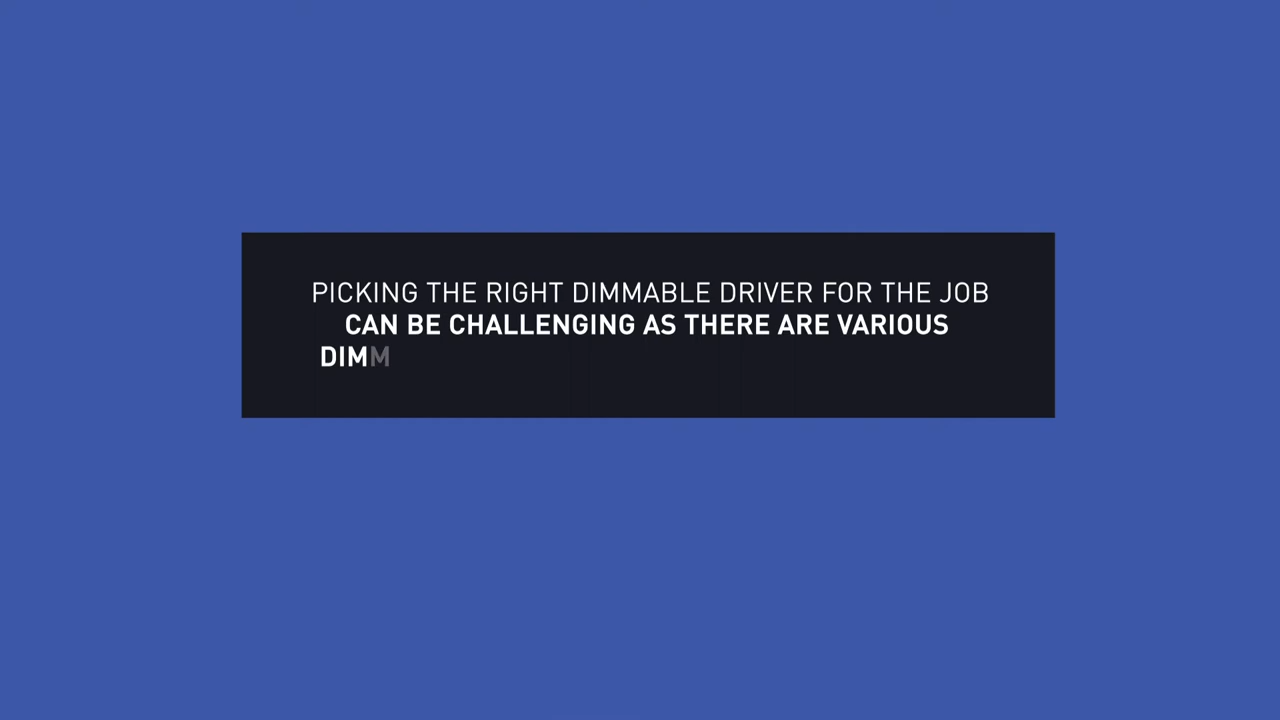 PICKING THE RIGHT DIMMABLE DRIVER FOR THE JOB
CAN BE CHALLENGING AS THERE ARE VARIOUS
DIMM